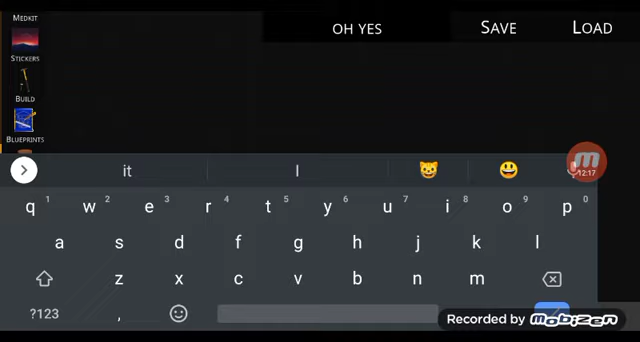 MEDKIT
OH YES
SAVE
LOAD
STICKERS
BUILD
BLUEPRINTS
it
I
12:17
q 1 w 2 e 3 r 4 t 5 y 6 u 7 i 8 o 9 p 0
a s d f g h j k l
z x c v b n m
?123 ,
Recorded by
MOBIZEN